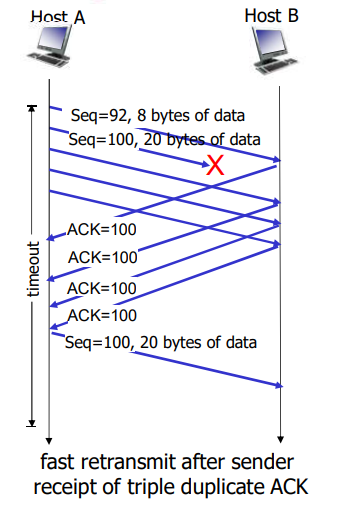 Host A
Host B
Seq=92, 8 bytes of data
Seq=100, 20 bytes of data
X
timeout
ACK=100
ACK=100
ACK=100
ACK=100
Seq=100, 20 bytes of data
fast retransmit after sender
receipt of triple duplicate ACK